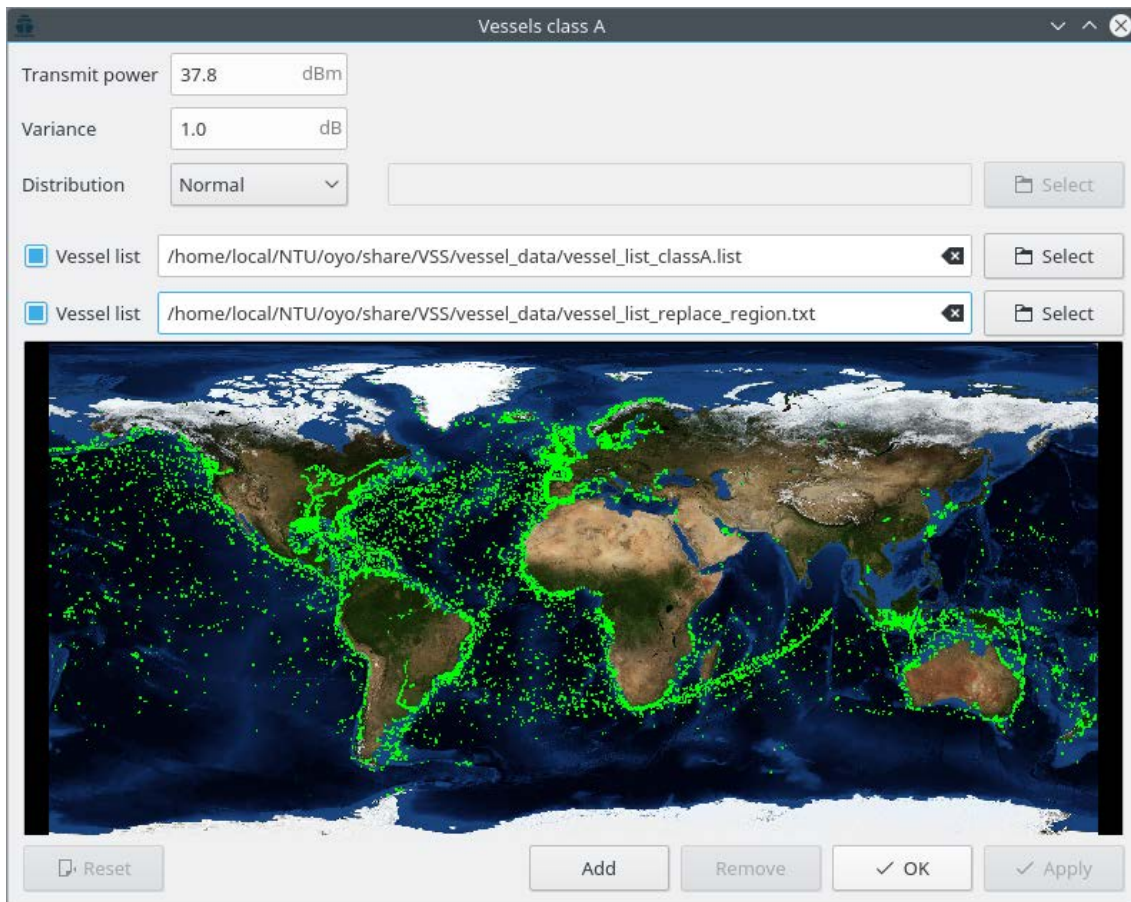 Vessels class A
Transmit power 37.8 dBm
Variance 1.0 dB
Distribution Normal Select
Vessel list /home/local/NTU/oyo/share/VSS/vessel_data/vessel_list_classA.list Select
Vessel list /home/local/NTU/oyo/share/VSS/vessel_data/vessel_list_replace_region.txt Select
Reset Add Remove OK Apply